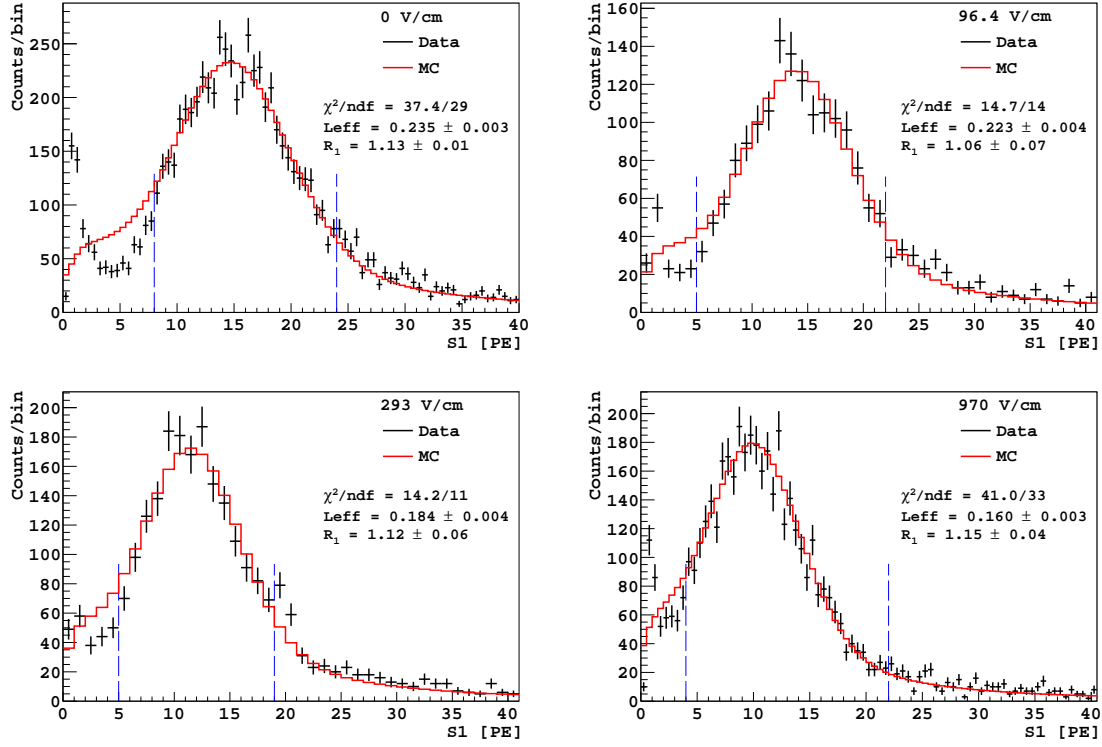 0 V/cm
Data
MC
χ²/ndf = 37.4/29
Leff = 0.235 ± 0.003
R₁ = 1.13 ± 0.01
Counts/bin
250
200
150
100
50
0
0 5 10 15 20 25 30 35 40
S1 [PE]
96.4 V/cm
Data
MC
χ²/ndf = 14.7/14
Leff = 0.223 ± 0.004
R₁ = 1.06 ± 0.07
Counts/bin
160
140
120
100
80
60
40
20
0
0 5 10 15 20 25 30 35 40
S1 [PE]
293 V/cm
Data
MC
χ²/ndf = 14.2/11
Leff = 0.184 ± 0.004
R₁ = 1.12 ± 0.06
Counts/bin
200
180
160
140
120
100
80
60
40
20
0
0 5 10 15 20 25 30 35 40
S1 [PE]
970 V/cm
Data
MC
χ²/ndf = 41.0/33
Leff = 0.160 ± 0.003
R₁ = 1.15 ± 0.04
Counts/bin
200
180
160
140
120
100
80
60
40
20
0
0 5 10 15 20 25 30 35 40
S1 [PE]